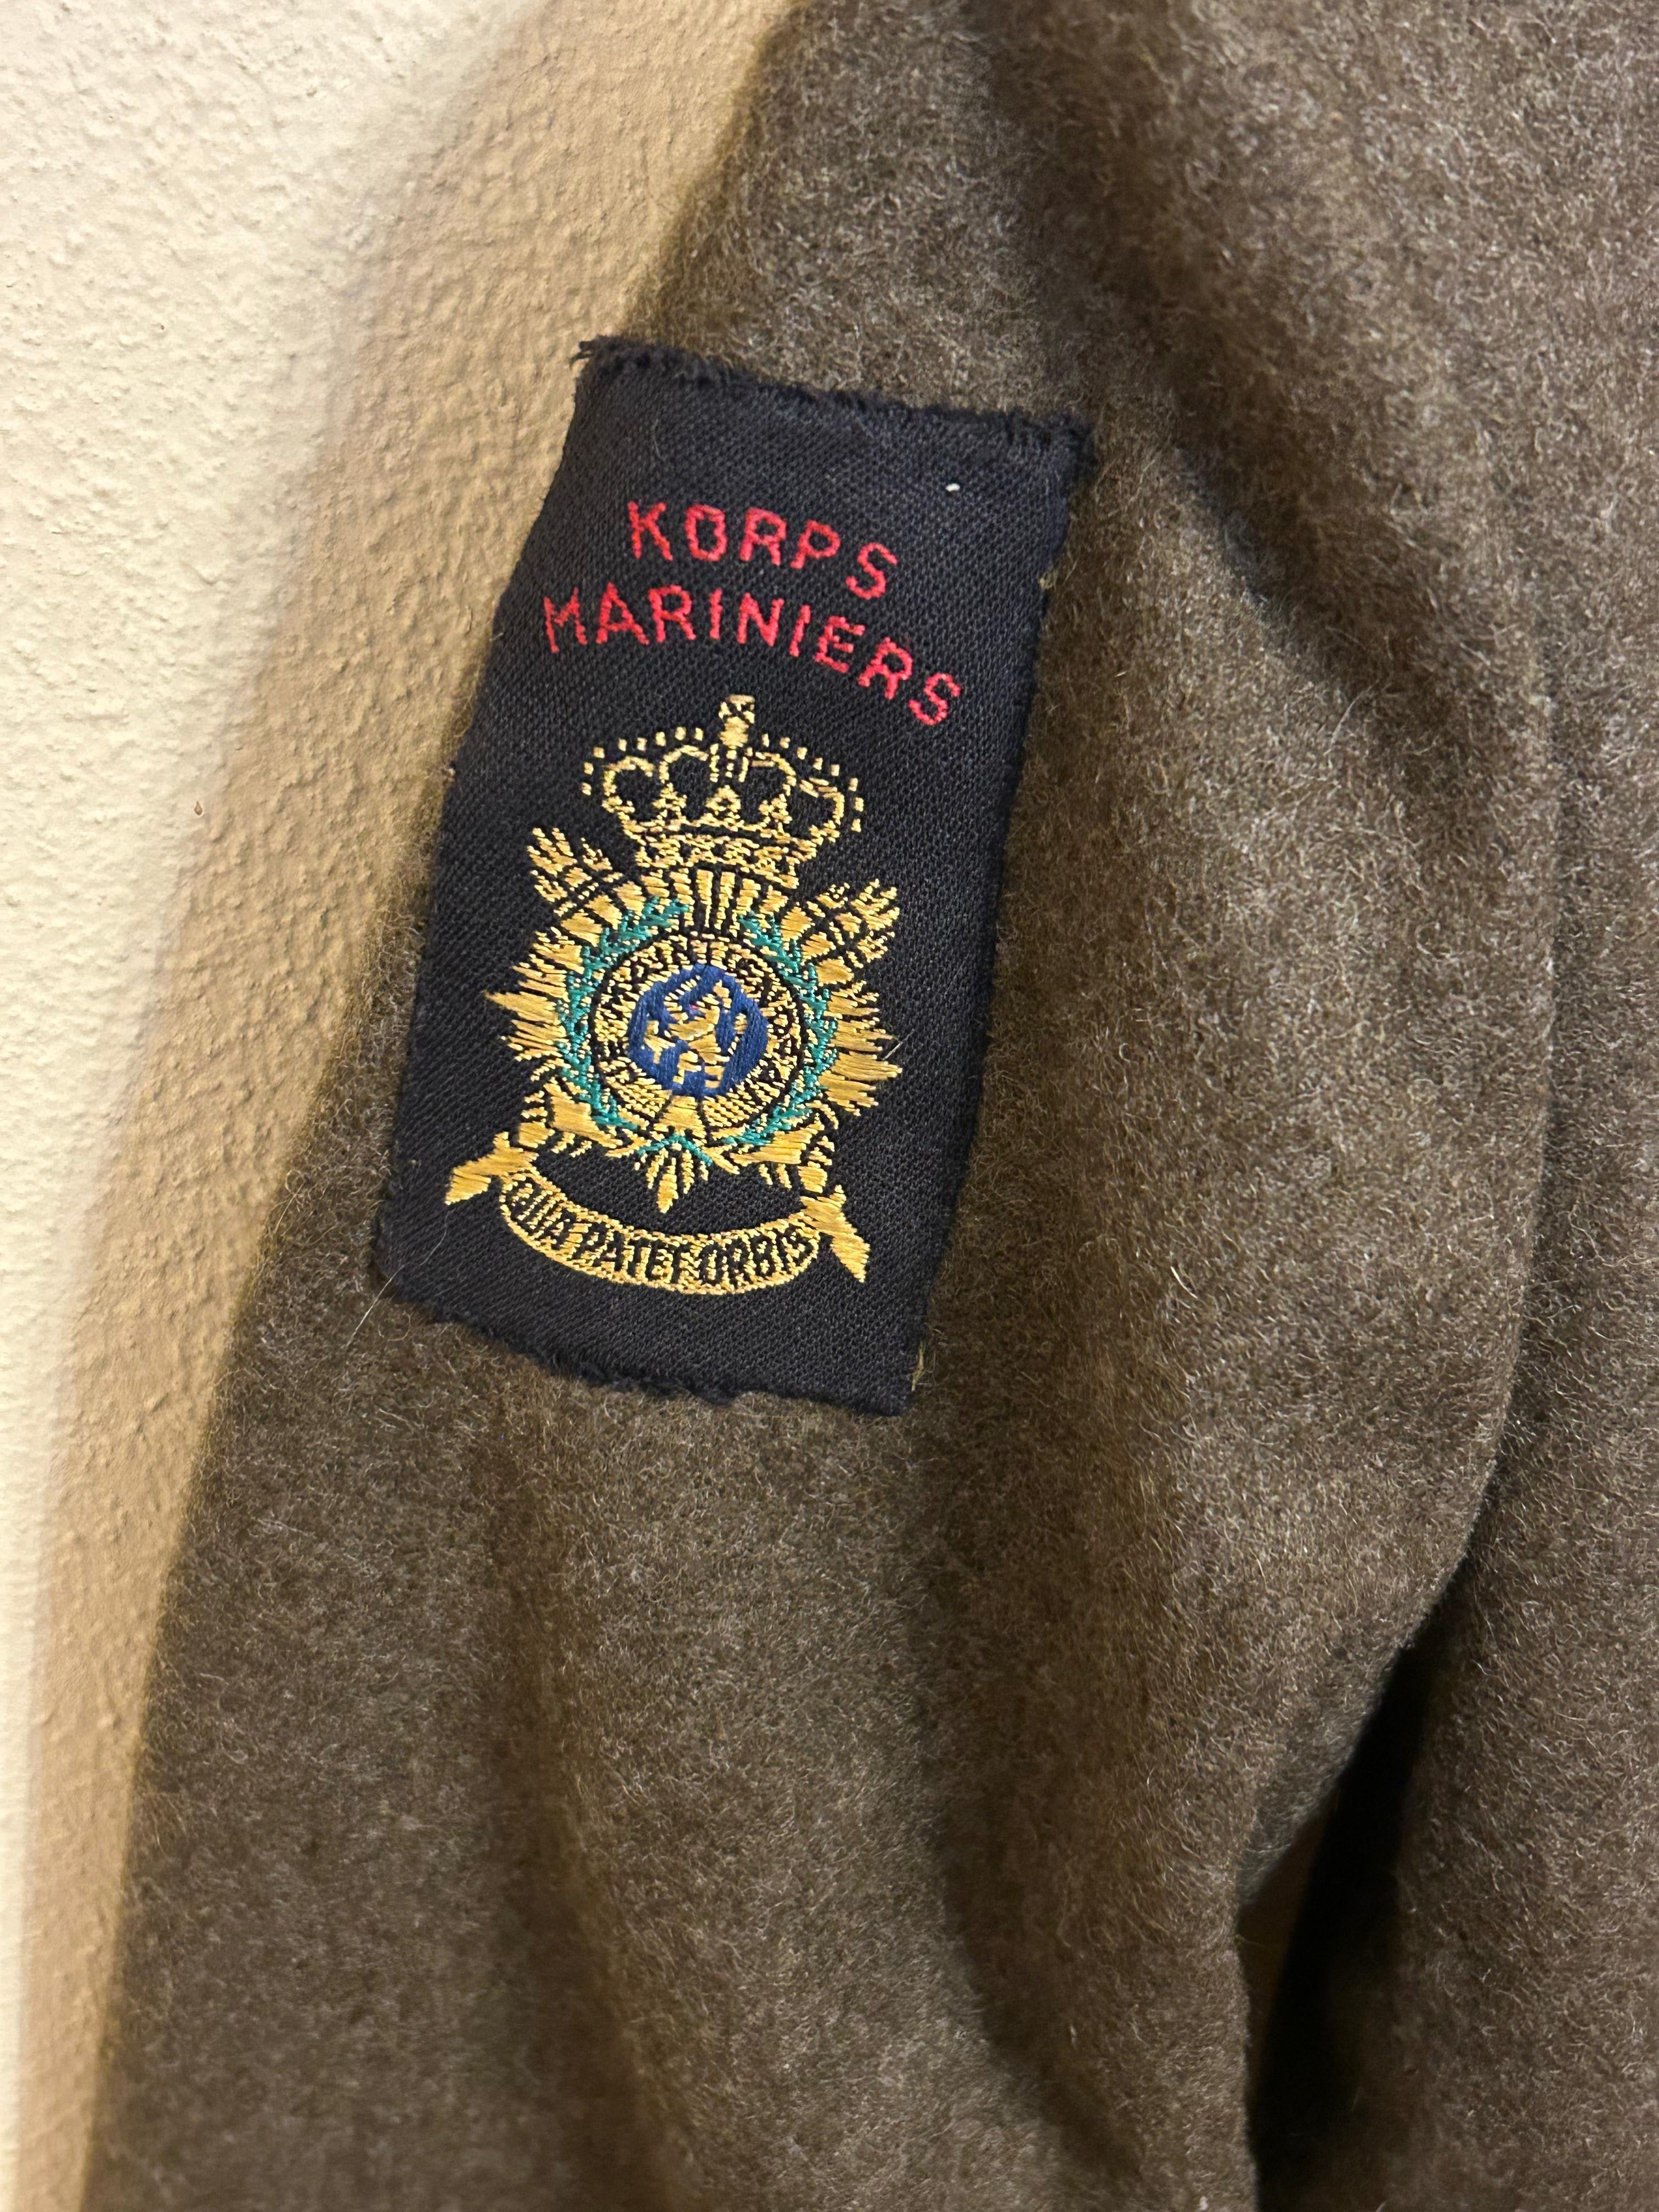 KORPS
MARINIERS
QUA PATET ORBIS